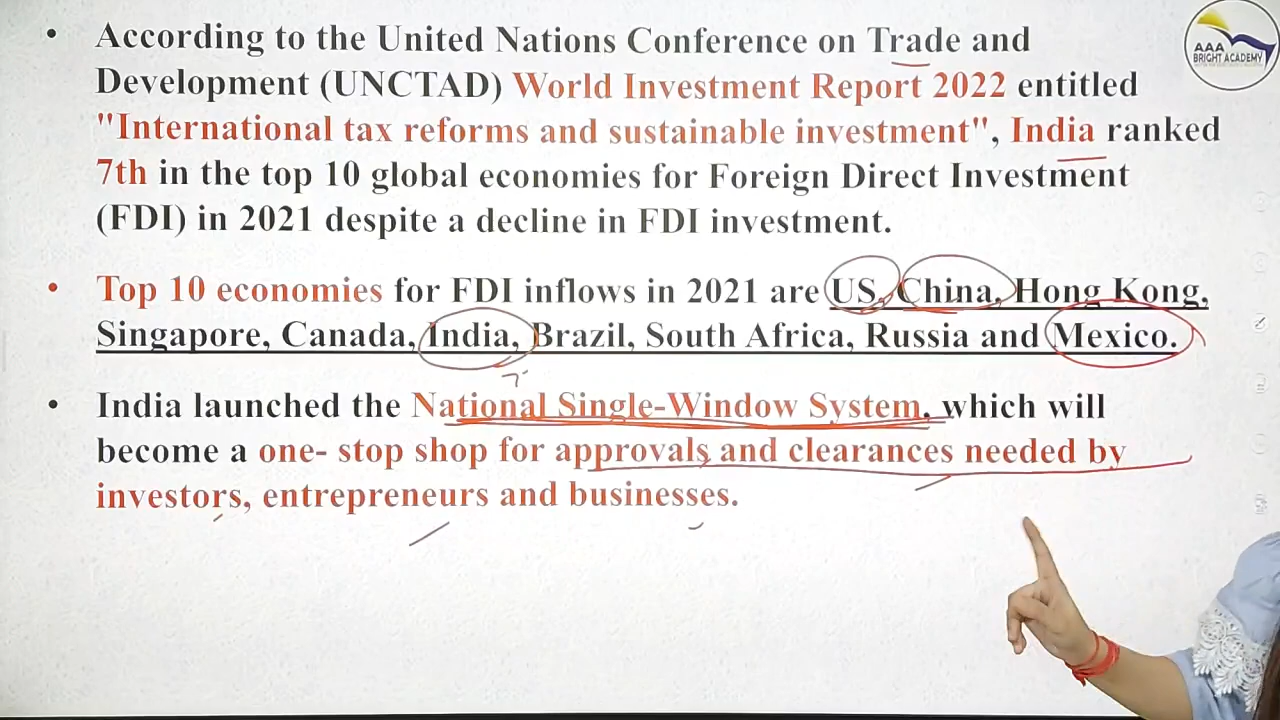 • According to the United Nations Conference on Trade and
Development (UNCTAD) World Investment Report 2022 entitled
"International tax reforms and sustainable investment", India ranked
7th in the top 10 global economies for Foreign Direct Investment
(FDI) in 2021 despite a decline in FDI investment.
• Top 10 economies for FDI inflows in 2021 are US, China, Hong Kong,
Singapore, Canada, India, Brazil, South Africa, Russia and Mexico.
• India launched the National Single-Window System, which will
become a one- stop shop for approvals and clearances needed by
investors, entrepreneurs and businesses.
AAA
BRIGHT ACADEMY